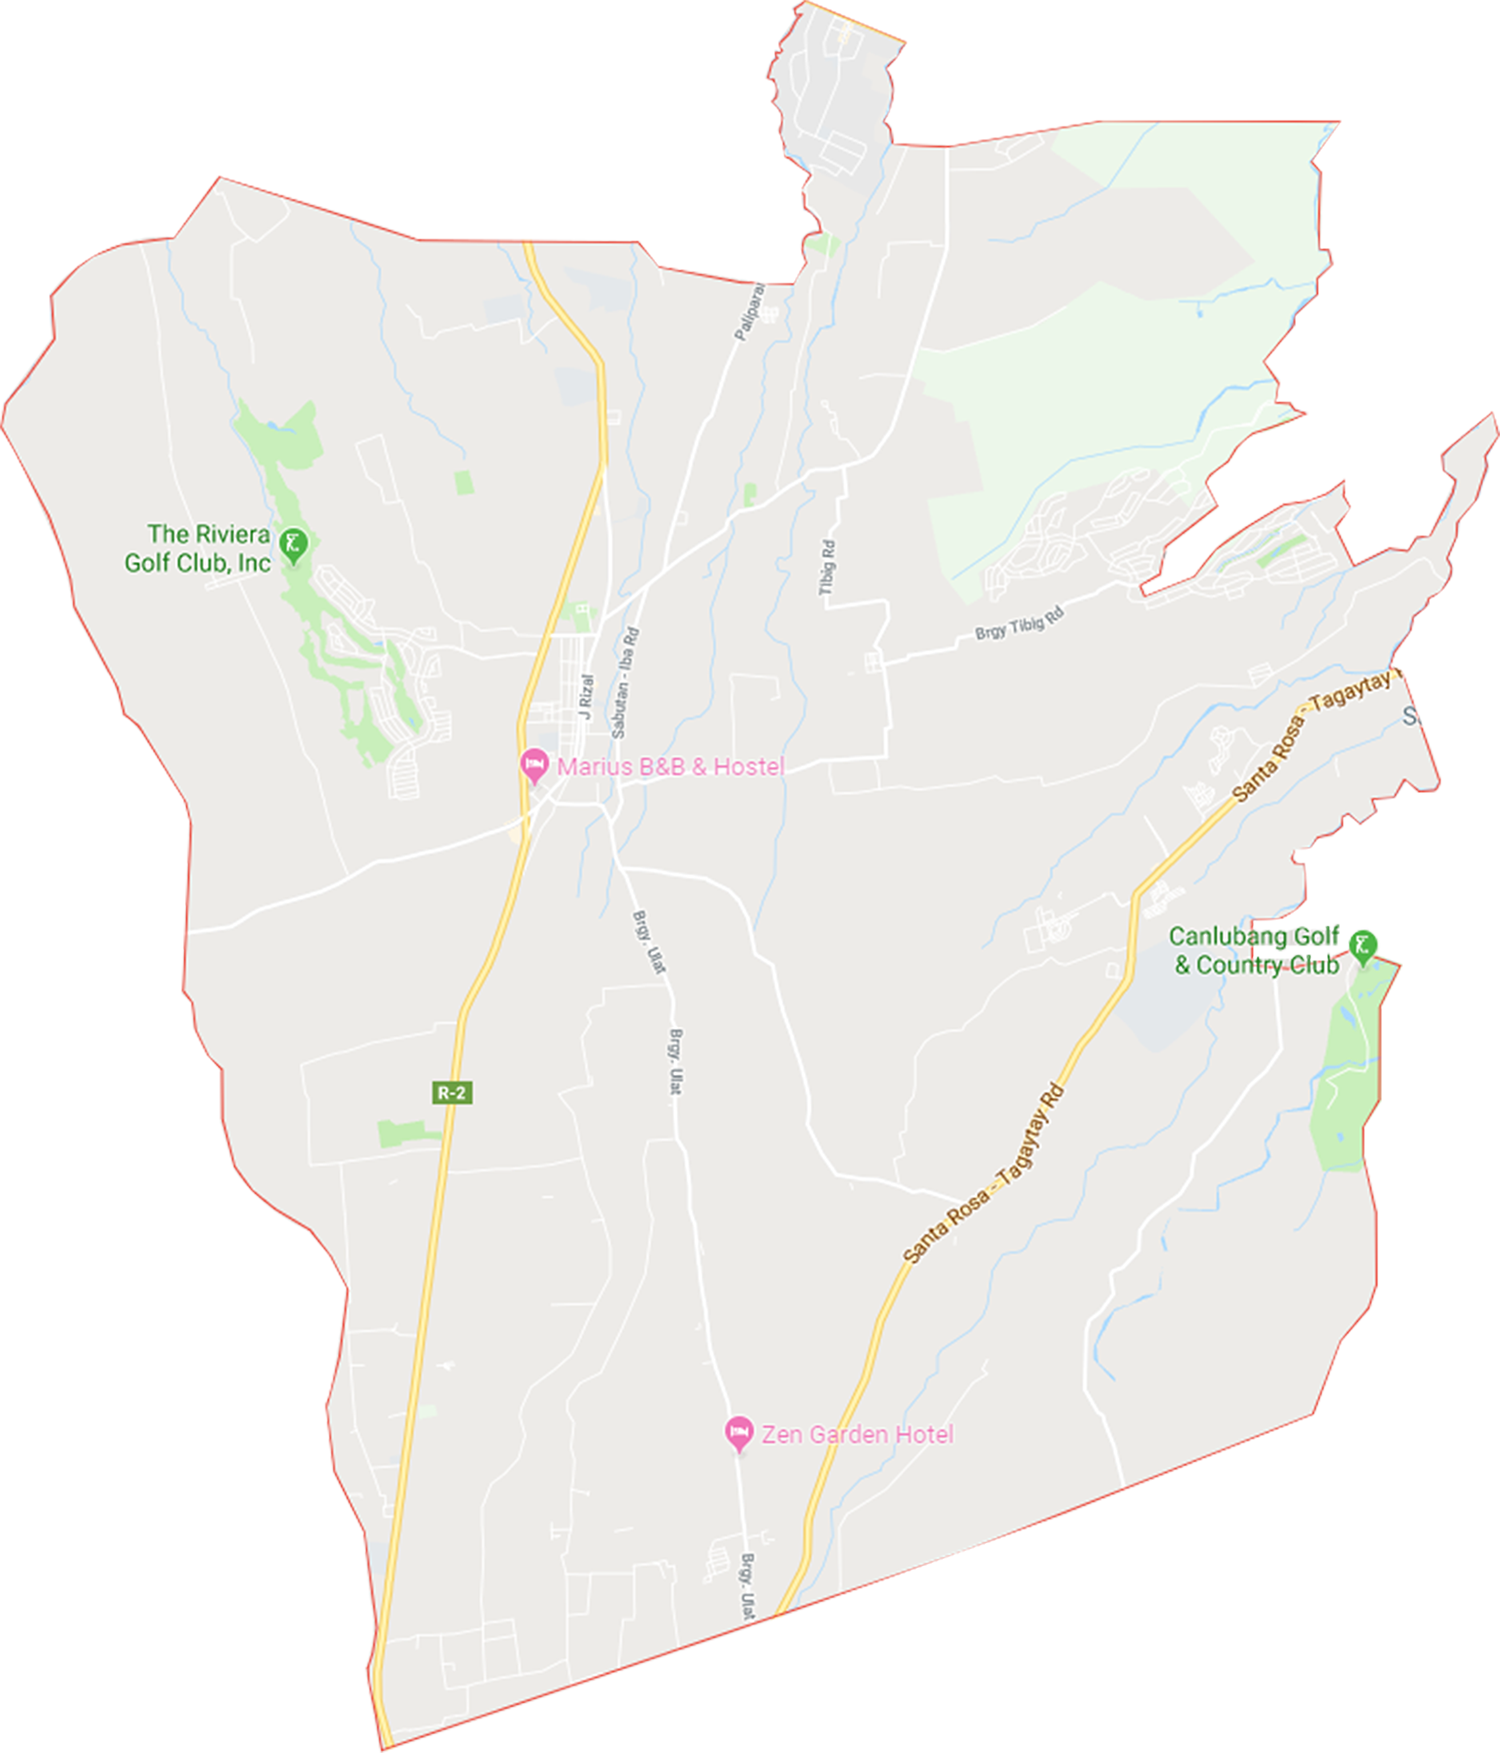 Paliparan
The Riviera
Golf Club, Inc
Tibig Rd
Brgy Tibig Rd
Sabutan - Iba Rd
J Rizal
Santa Rosa - Tagaytay
S
Marius B&B & Hostel
Brgy. Ulat
Canlubang Golf
& Country Club
Brgy. Ulat
R-2
Santa Rosa - Tagaytay Rd
Zen Garden Hotel
Brgy. Ulat